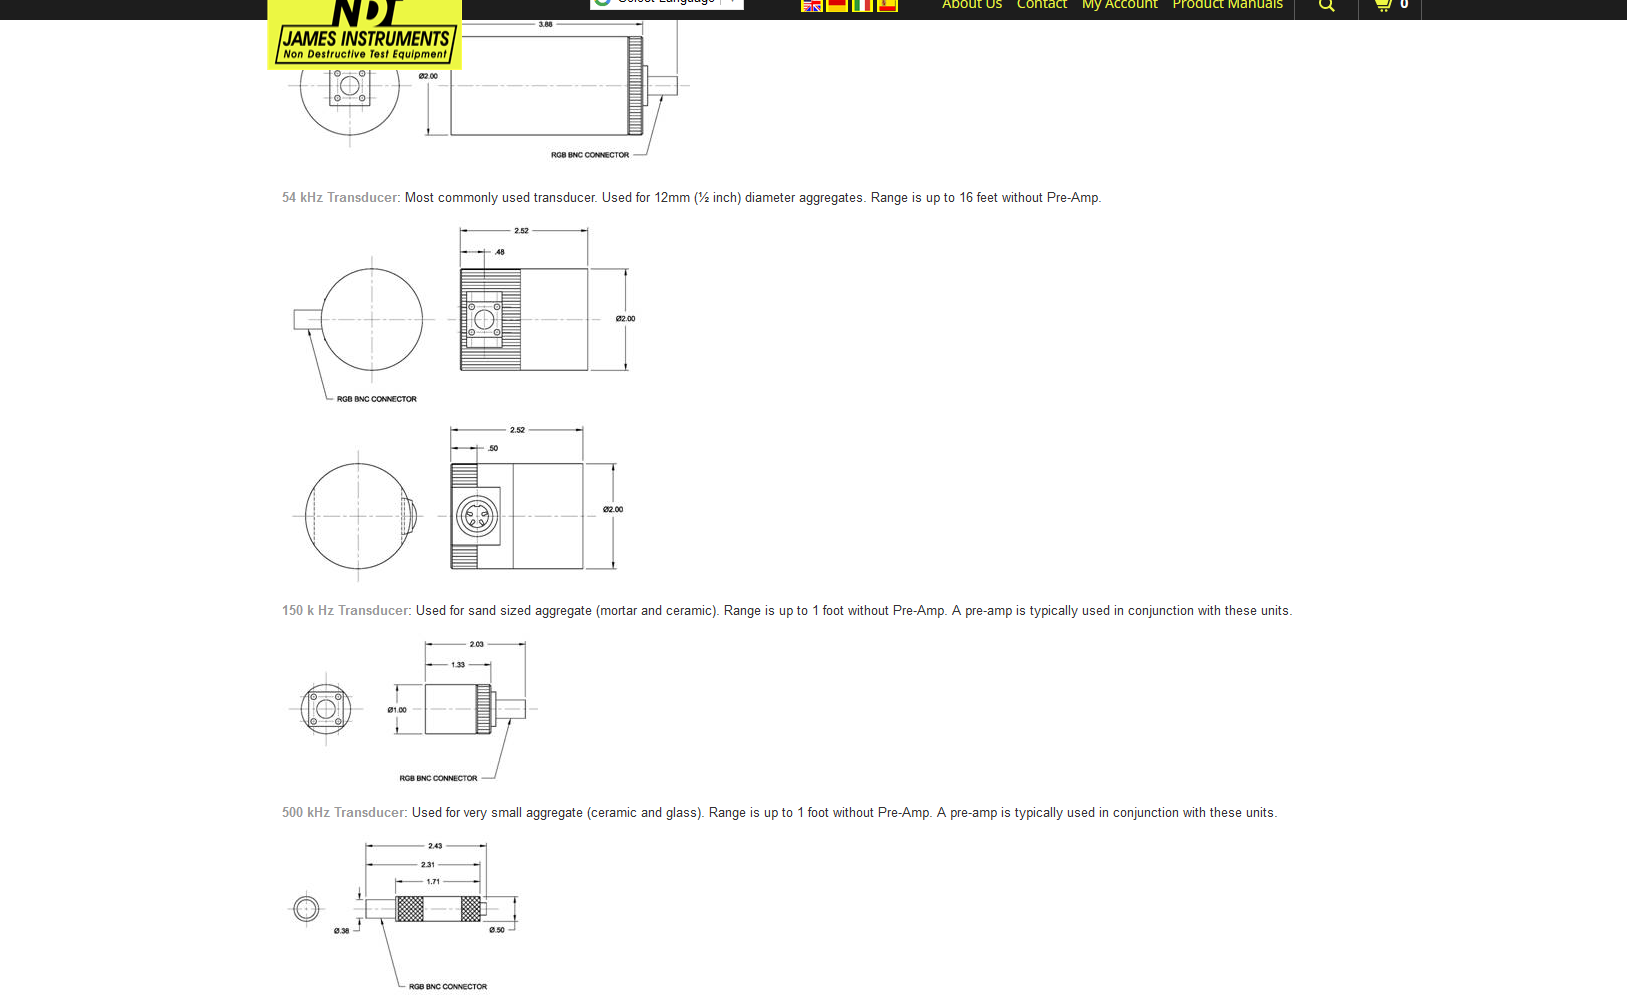 About Us Contact My Account Product Manuals 0
NDT
JAMES INSTRUMENTS
Non Destructive Test Equipment
Select Language
3.88
Ø2.00
RGB BNC CONNECTOR
54 kHz Transducer: Most commonly used transducer. Used for 12mm (½ inch) diameter aggregates. Range is up to 16 feet without Pre-Amp.
2.52
.48
Ø2.00
RGB BNC CONNECTOR
2.52
.50
Ø2.00
150 k Hz Transducer: Used for sand sized aggregate (mortar and ceramic). Range is up to 1 foot without Pre-Amp. A pre-amp is typically used in conjunction with these units.
2.03
1.33
Ø1.00
RGB BNC CONNECTOR
500 kHz Transducer: Used for very small aggregate (ceramic and glass). Range is up to 1 foot without Pre-Amp. A pre-amp is typically used in conjunction with these units.
2.43
2.31
1.71
Ø.38
Ø.50
RGB BNC CONNECTOR